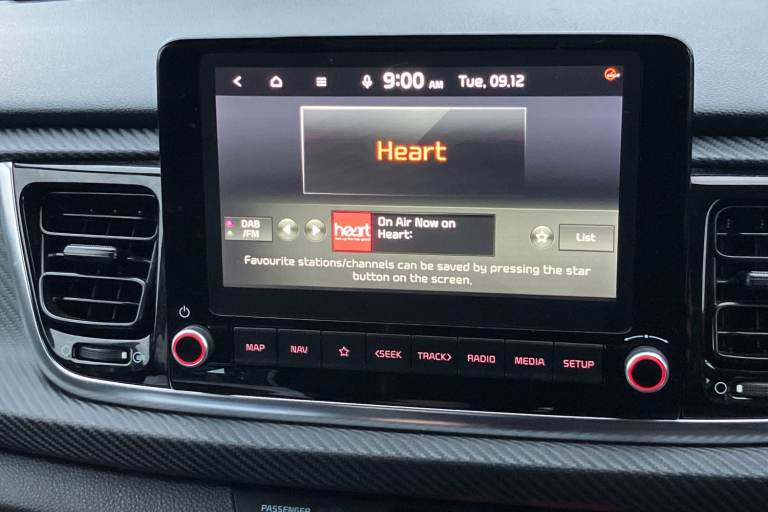 9:00 AM Tue, 09.12
Heart
DAB
/FM
heart
On Air Now on
Heart:
List
Favourite stations/channels can be saved by pressing the star
button on the screen.
MAP NAV <SEEK TRACK> RADIO MEDIA SETUP
PASSENGER